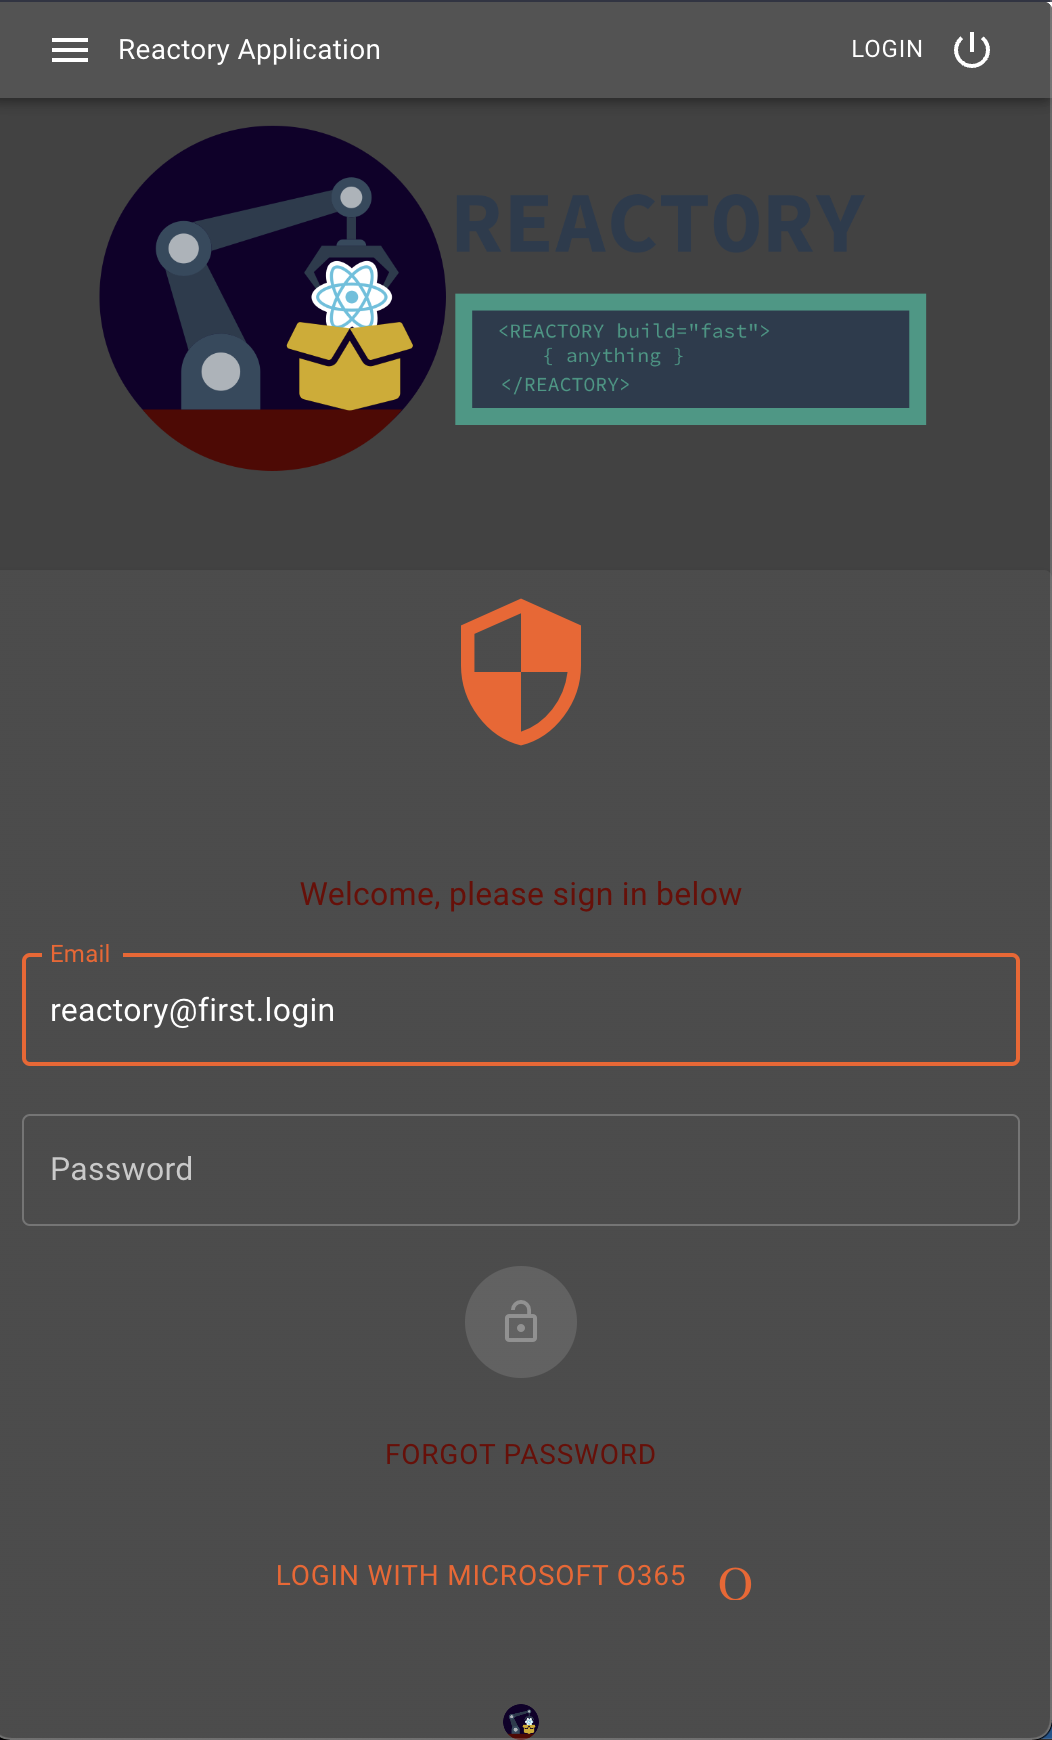 Reactory Application
LOGIN
REACTORY
<REACTORY build="fast">
{ anything }
</REACTORY>
Welcome, please sign in below
Email
reactory@first.login
Password
FORGOT PASSWORD
LOGIN WITH MICROSOFT O365 O